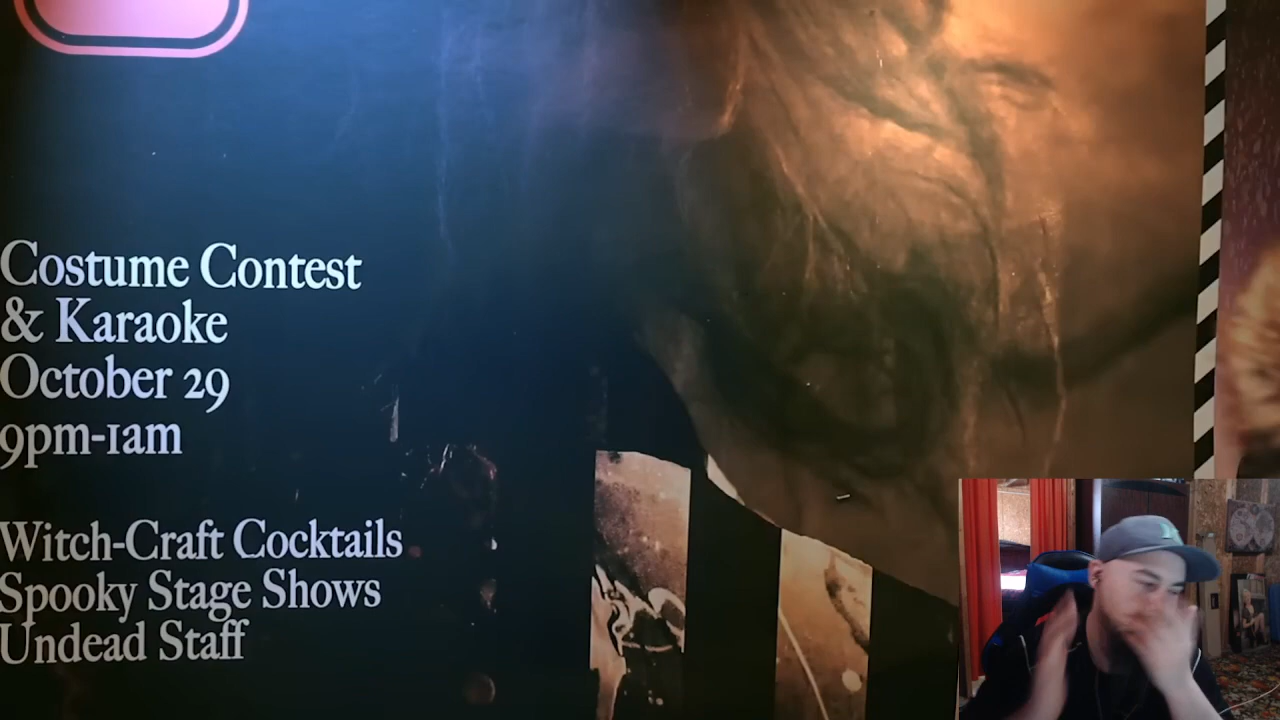 Costume Contest
& Karaoke
October 29
9pm-1am
Witch-Craft Cocktails
Spooky Stage Shows
Undead Staff